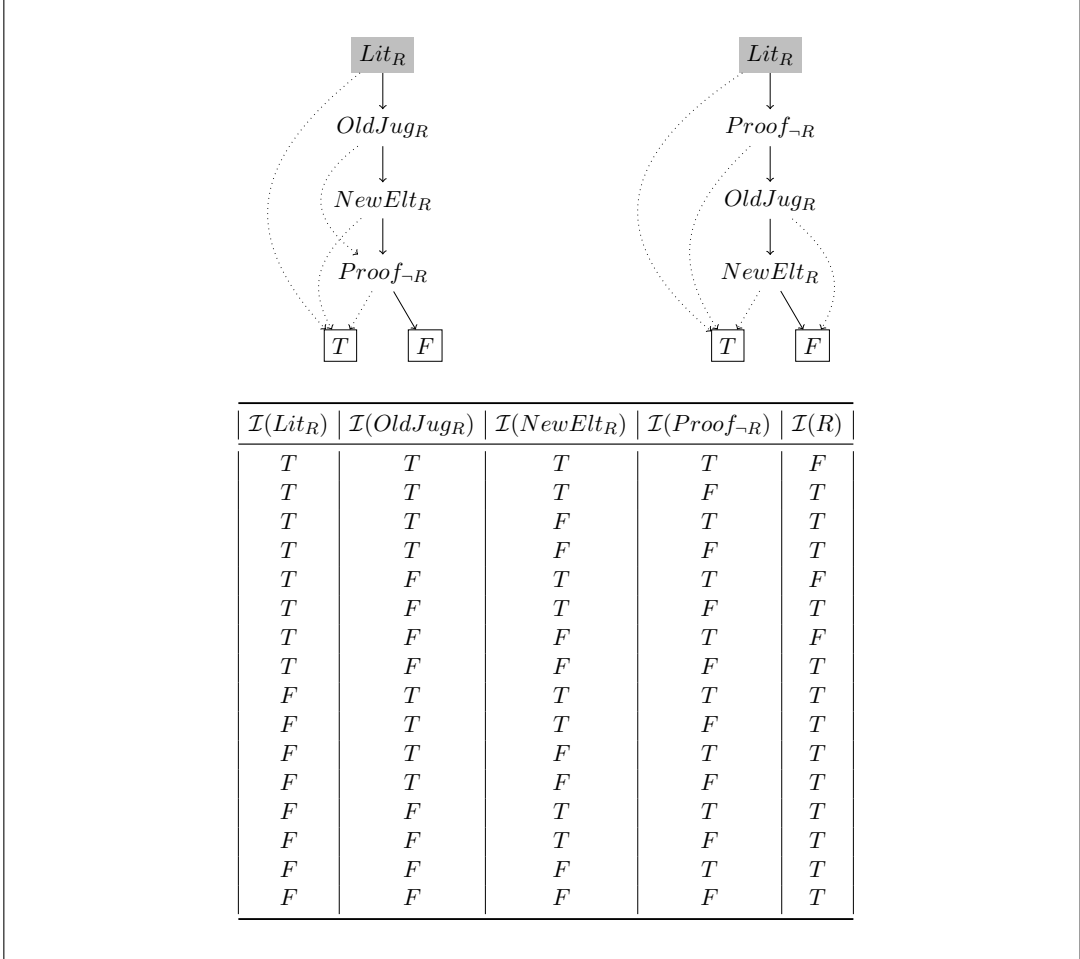 Lit_R Lit_R
OldJug_R Proof_¬R
NewElt_R OldJug_R
Proof_¬R NewElt_R
T F T F
I(Lit_R) I(OldJug_R) I(NewElt_R) I(Proof_¬R) I(R)
T T T T F
T T T F T
T T F T T
T T F F T
T F T T F
T F T F T
T F F T F
T F F F T
F T T T T
F T T F T
F T F T T
F T F F T
F F T T T
F F T F T
F F F T T
F F F F T